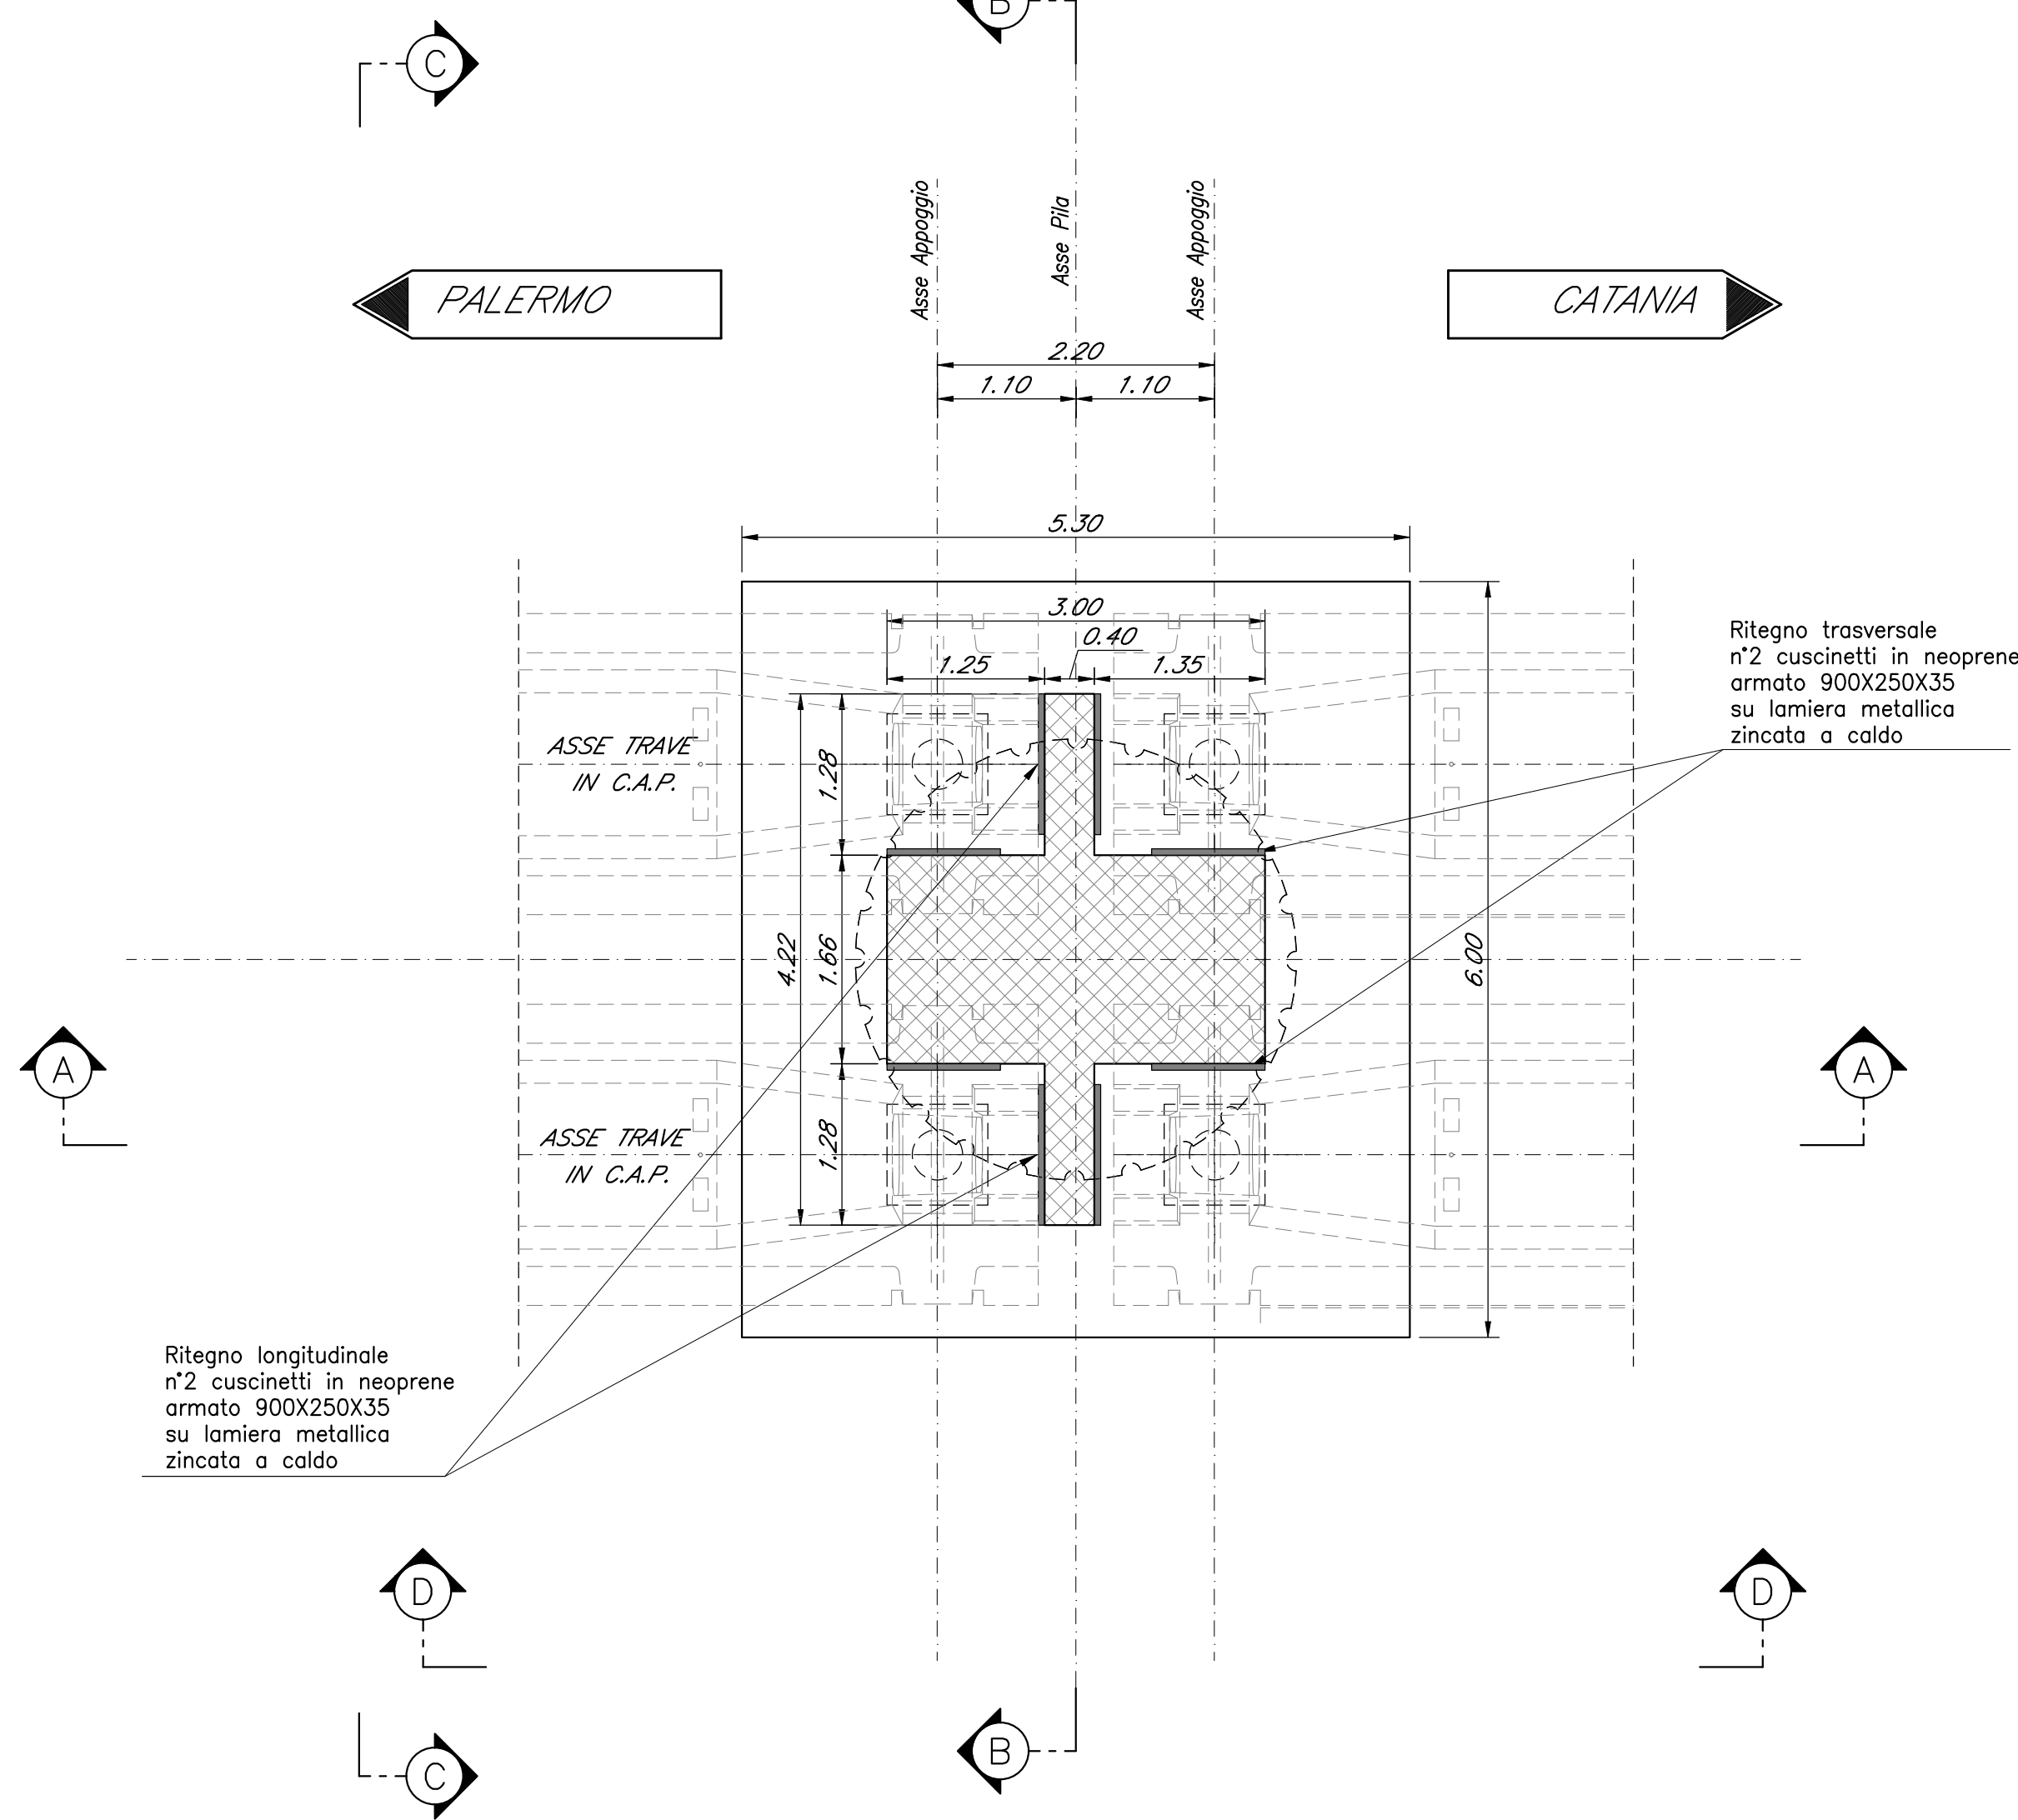 B
C
Asse Appoggio
Asse Pila
Asse Appoggio
PALERMO
CATANIA
2.20
1.10
1.10
5.30
3.00
0.40
1.25
1.35
Ritegno trasversale
n°2 cuscinetti in neoprene
armato 900X250X35
su lamiera metallica
zincata a caldo
ASSE TRAVE
IN C.A.P.
1.28
4.22
1.66
6.00
A
A
ASSE TRAVE
IN C.A.P.
1.28
Ritegno longitudinale
n°2 cuscinetti in neoprene
armato 900X250X35
su lamiera metallica
zincata a caldo
D
D
B
C